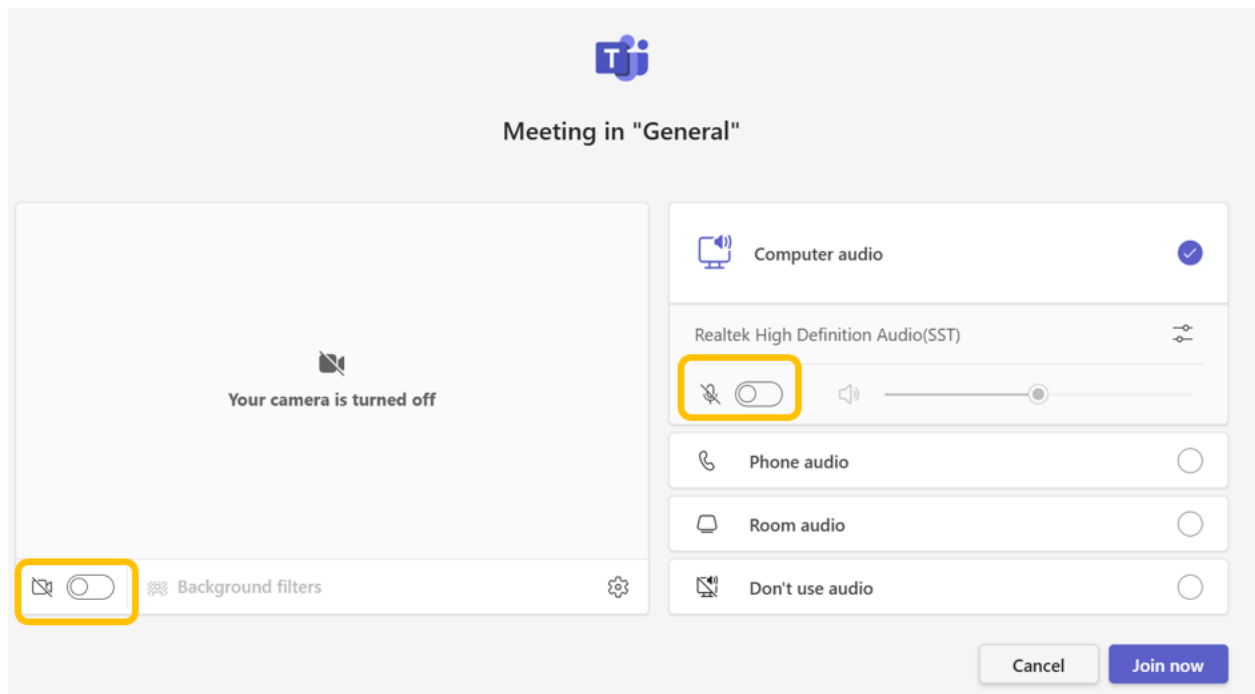 T
Meeting in "General"
Your camera is turned off
Background filters
Computer audio
Realtek High Definition Audio(SST)
Phone audio
Room audio
Don't use audio
Cancel
Join now